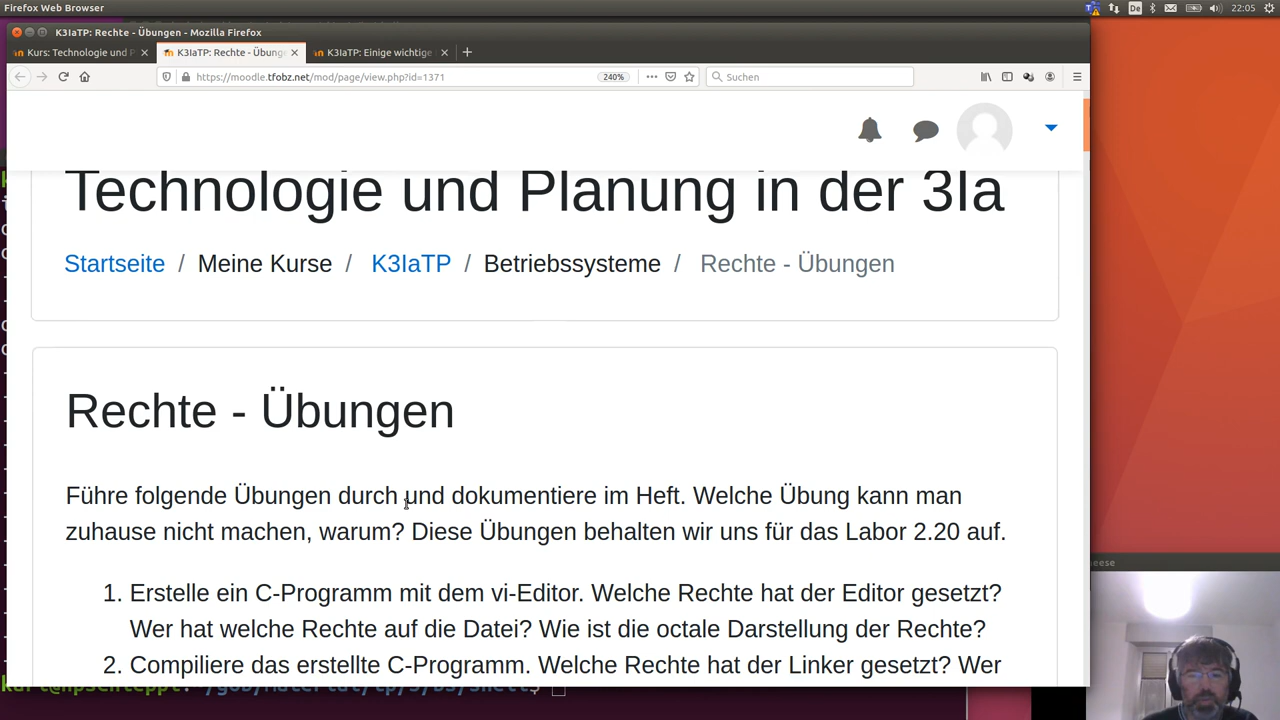 Firefox Web Browser
De
22:05
K3IaTP: Rechte - Übungen - Mozilla Firefox
Kurs: Technologie und P
K3IaTP: Rechte - Übung
K3IaTP: Einige wichtige
https://moodle.tfobz.net/mod/page/view.php?id=1371
240%
Suchen
Technologie und Planung in der 3Ia
Startseite / Meine Kurse / K3IaTP / Betriebssysteme / Rechte - Übungen
Rechte - Übungen
Führe folgende Übungen durch und dokumentiere im Heft. Welche Übung kann man
zuhause nicht machen, warum? Diese Übungen behalten wir uns für das Labor 2.20 auf.
1. Erstelle ein C-Programm mit dem vi-Editor. Welche Rechte hat der Editor gesetzt?
Wer hat welche Rechte auf die Datei? Wie ist die octale Darstellung der Rechte?
2. Compiliere das erstellte C-Programm. Welche Rechte hat der Linker gesetzt? Wer